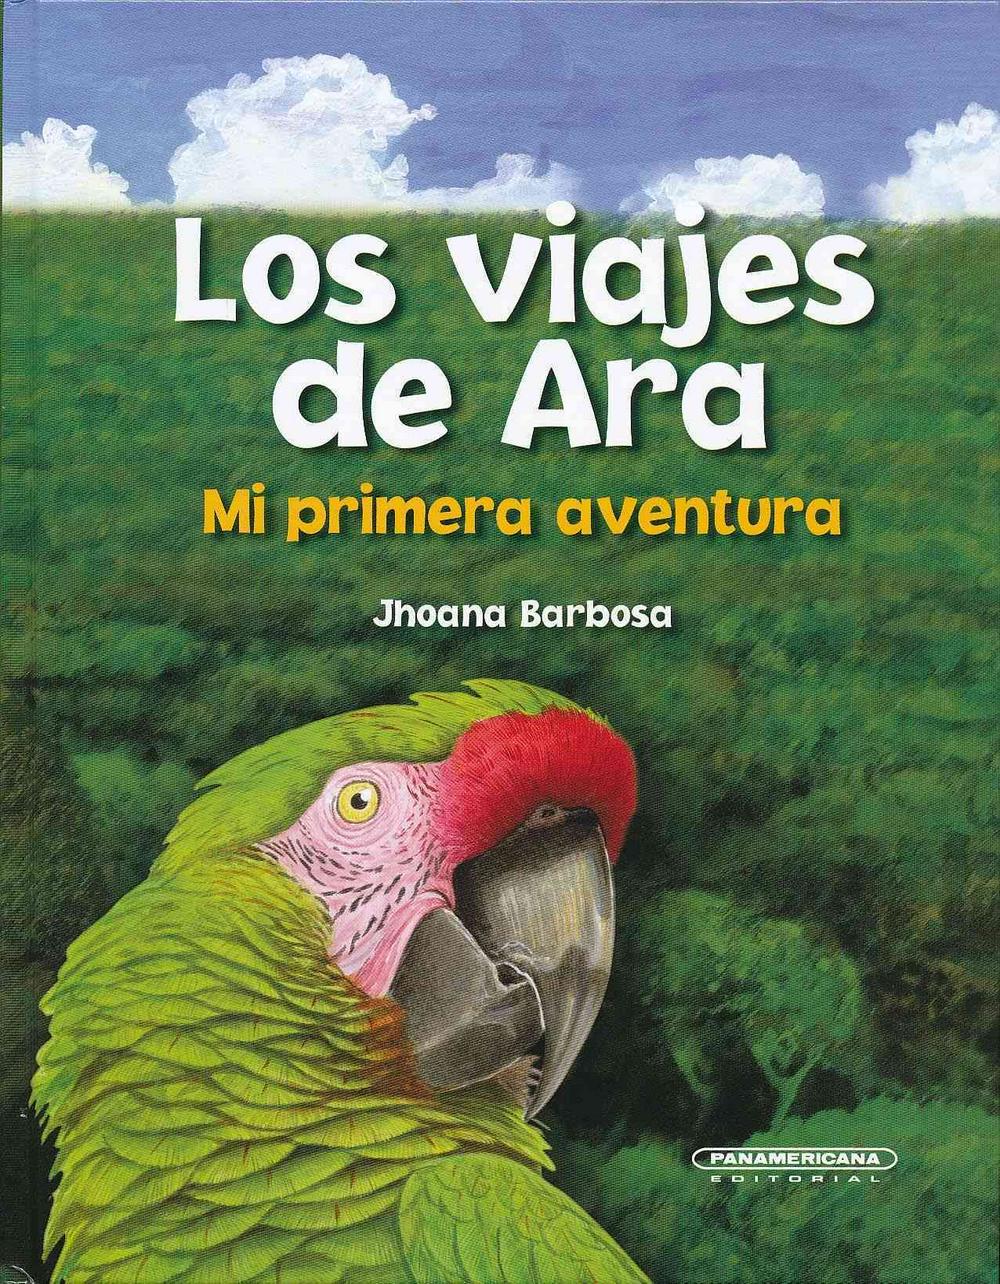 Los viajes
de Ara
Mi primera aventura
Jhoana Barbosa
PANAMERICANA
EDITORIAL